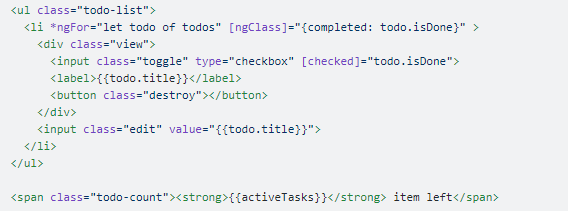 <ul class="todo-list">
  <li *ngFor="let todo of todos" [ngClass]="{completed: todo.isDone}" >
    <div class="view">
      <input class="toggle" type="checkbox" [checked]="todo.isDone">
      <label>{{todo.title}}</label>
      <button class="destroy"></button>
    </div>
    <input class="edit" value="{{todo.title}}">
  </li>
</ul>

<span class="todo-count"><strong>{{activeTasks}}</strong> item left</span>